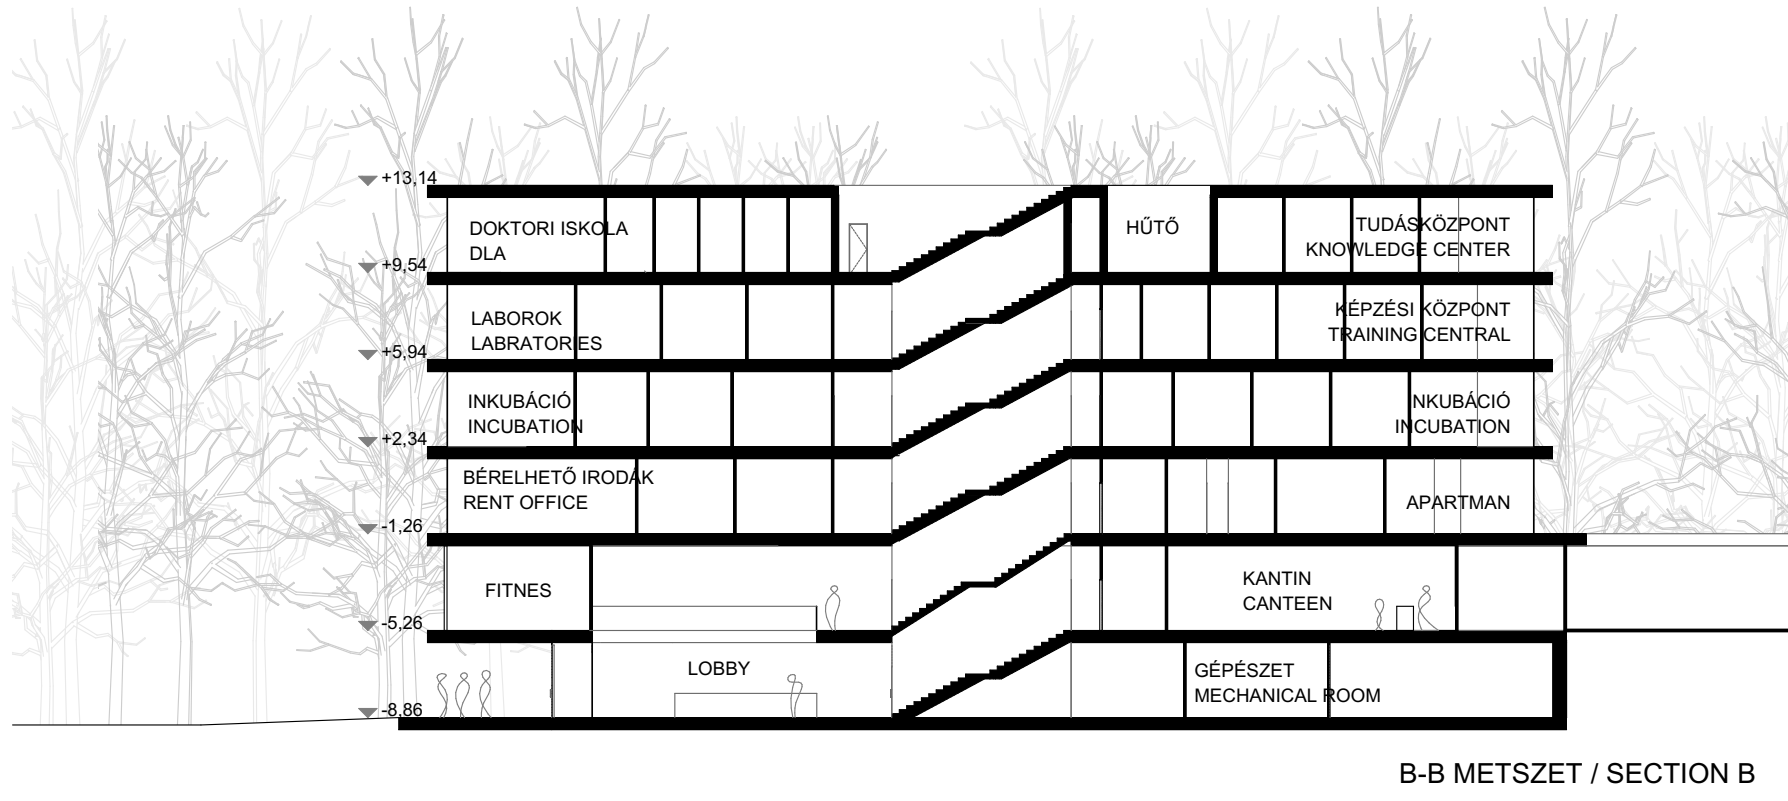 +13,14
DOKTORI ISKOLA
DLA
HŰTŐ
TUDÁSKÖZPONT
KNOWLEDGE CENTER
+9,54
LABOROK
LABRATORIES
KÉPZÉSI KÖZPONT
TRAINING CENTRAL
+5,94
INKUBÁCIÓ
INCUBATION
NKUBÁCIÓ
INCUBATION
+2,34
BÉRELHETŐ IRODÁK
RENT OFFICE
APARTMAN
-1,26
FITNES
KANTIN
CANTEEN
-5,26
LOBBY
GÉPÉSZET
MECHANICAL ROOM
-8,86
B-B METSZET / SECTION B